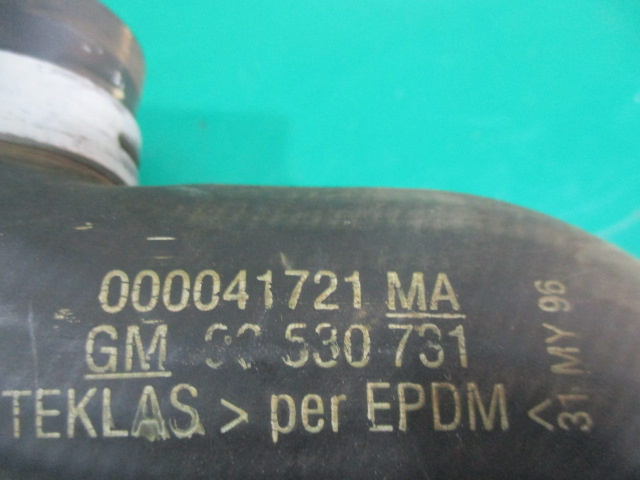 000041721 MA
GM 530 731
TEKLAS > per EPDM <
31 MY 96